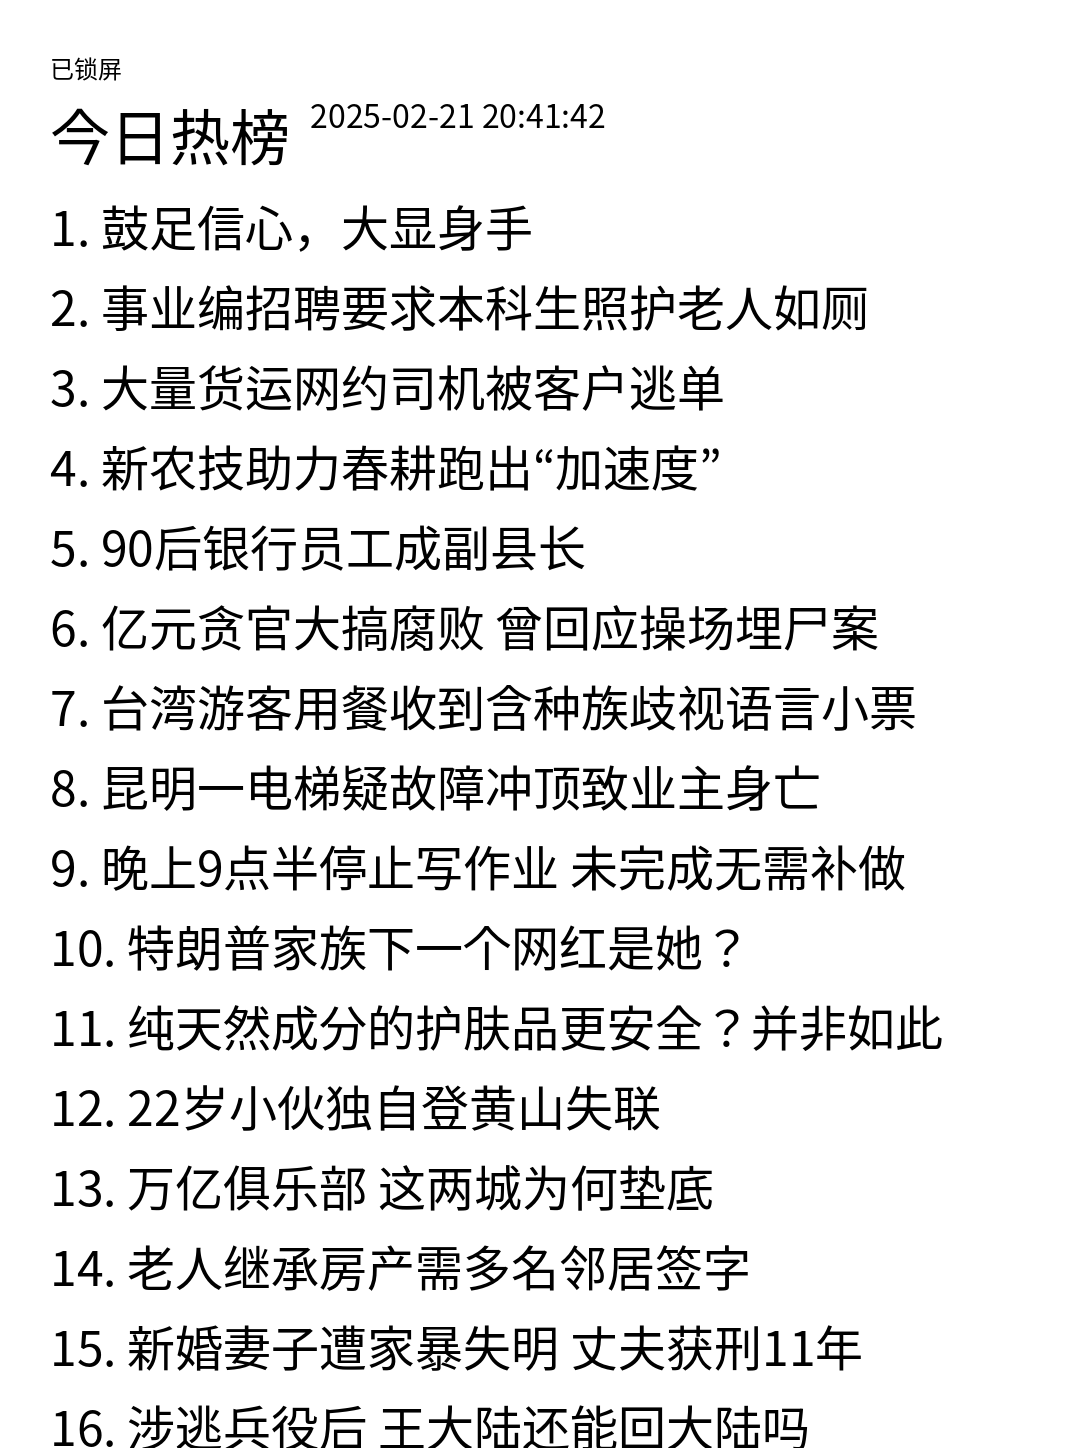 已锁屏
今日热榜 2025-02-21 20:41:42
1. 鼓足信心，大显身手
2. 事业编招聘要求本科生照护老人如厕
3. 大量货运网约司机被客户逃单
4. 新农技助力春耕跑出“加速度”
5. 90后银行员工成副县长
6. 亿元贪官大搞腐败 曾回应操场埋尸案
7. 台湾游客用餐收到含种族歧视语言小票
8. 昆明一电梯疑故障冲顶致业主身亡
9. 晚上9点半停止写作业 未完成无需补做
10. 特朗普家族下一个网红是她？
11. 纯天然成分的护肤品更安全？并非如此
12. 22岁小伙独自登黄山失联
13. 万亿俱乐部 这两城为何垫底
14. 老人继承房产需多名邻居签字
15. 新婚妻子遭家暴失明 丈夫获刑11年
16. 涉逃兵役后 王大陆还能回大陆吗